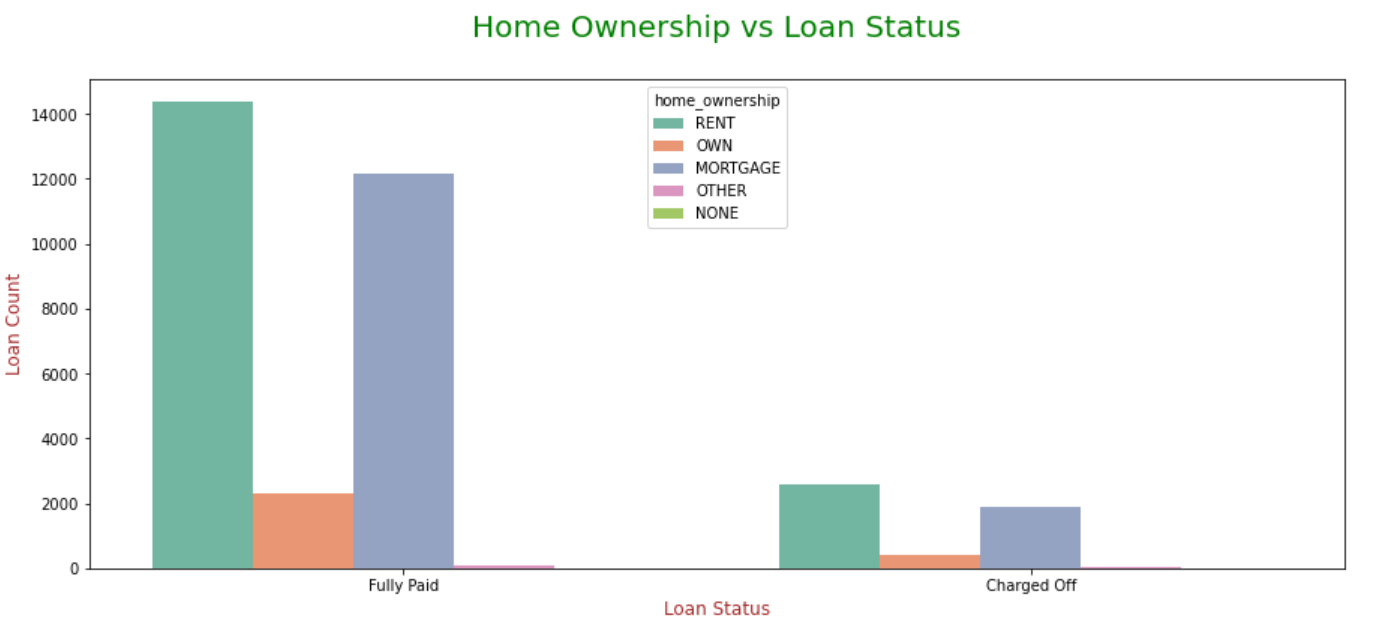 Home Ownership vs Loan Status
home_ownership
RENT
OWN
MORTGAGE
OTHER
NONE
14000
12000
10000
8000
6000
4000
2000
0
Loan Count
Fully Paid
Charged Off
Loan Status